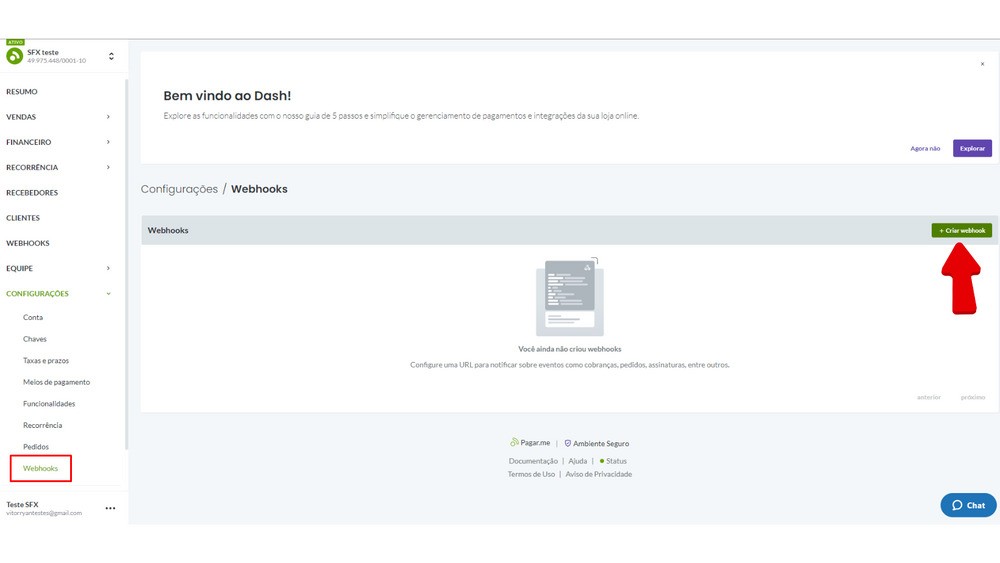 ATIVO
SFX teste
49.975.448/0001-10
RESUMO
VENDAS
FINANCEIRO
RECORRÊNCIA
RECEBEDORES
CLIENTES
WEBHOOKS
EQUIPE
CONFIGURAÇÕES
Conta
Chaves
Taxas e prazos
Meios de pagamento
Funcionalidades
Recorrência
Pedidos
Webhooks
Teste SFX
vitorryantestes@gmail.com
Bem vindo ao Dash!
Explore as funcionalidades com o nosso guia de 5 passos e simplifique o gerenciamento de pagamentos e integrações da sua loja online.
Agora não
Explorar
Configurações / Webhooks
Webhooks
+ Criar webhook
Você ainda não criou webhooks
Configure uma URL para notificar sobre eventos como cobranças, pedidos, assinaturas, entre outros.
anterior próximo
Pagar.me | Ambiente Seguro
Documentação | Ajuda | Status
Termos de Uso | Aviso de Privacidade
Chat